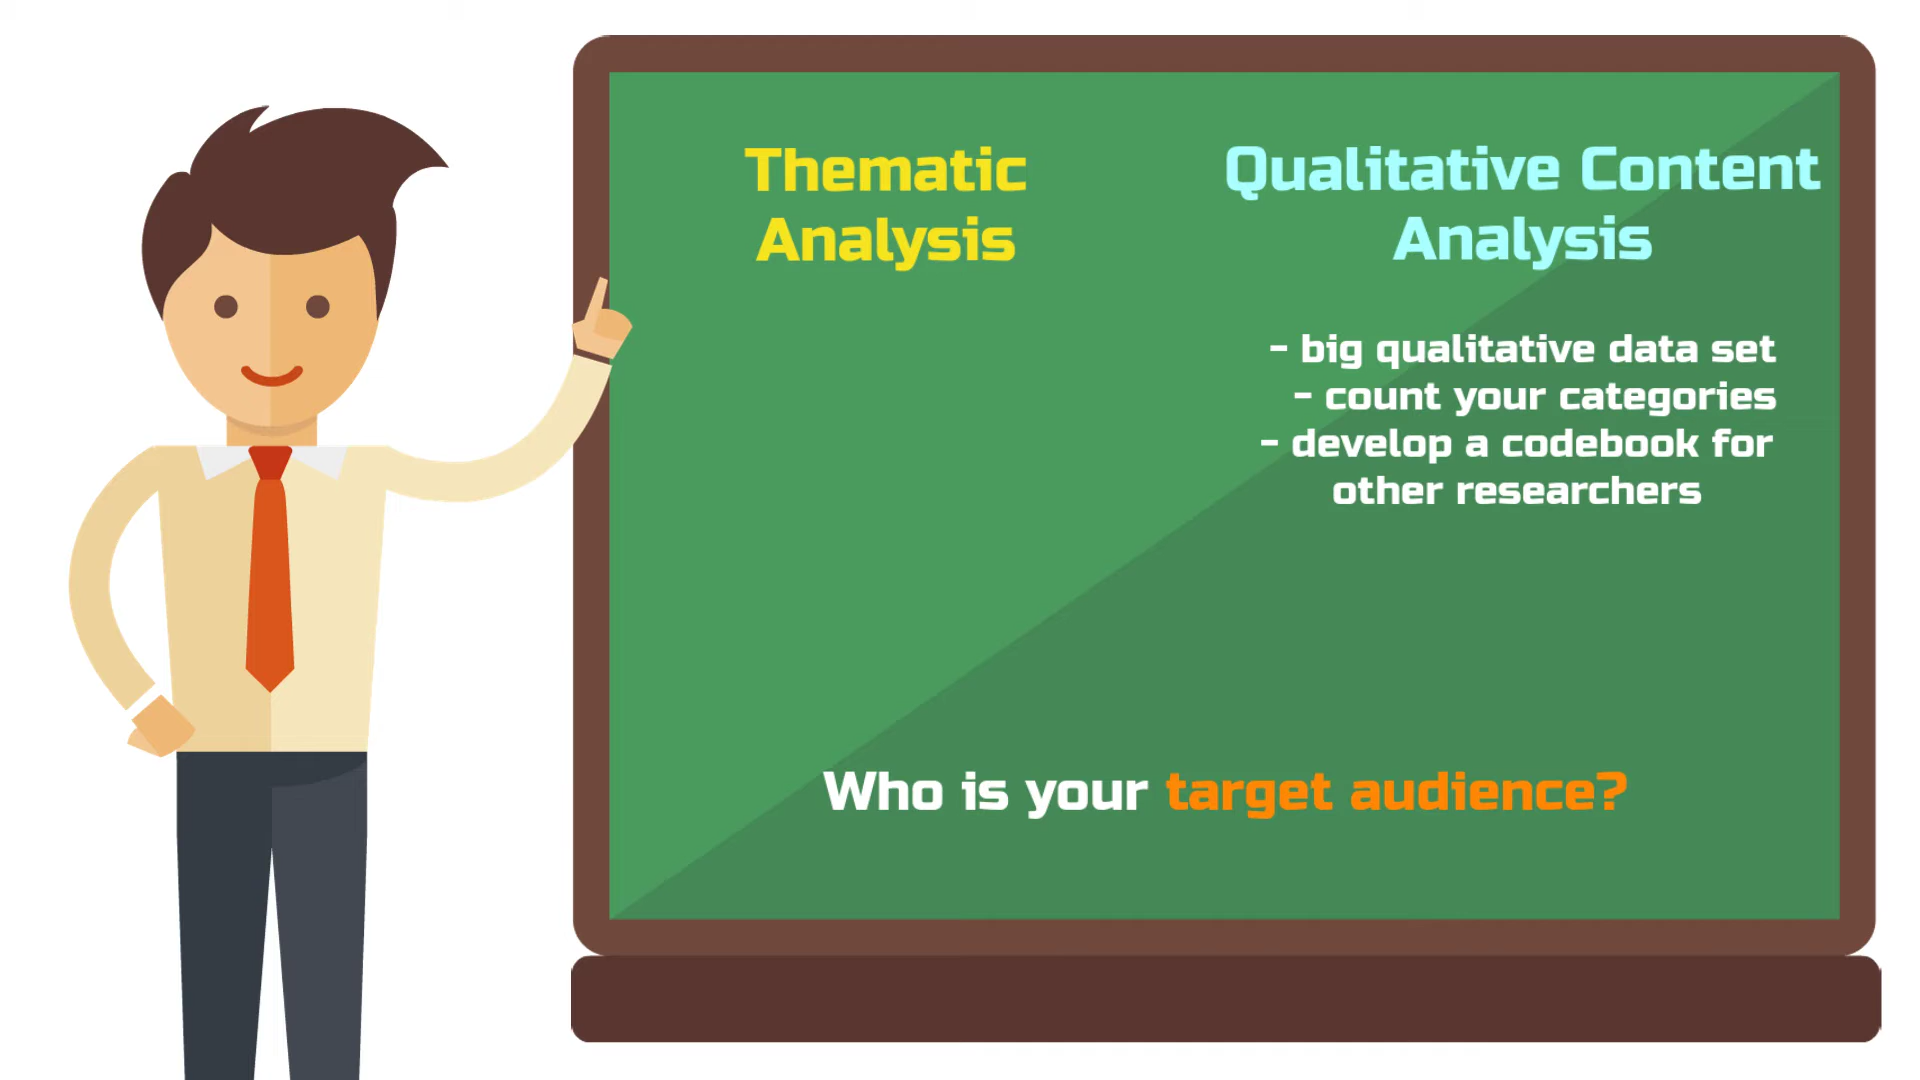 Thematic
Analysis
Qualitative Content
Analysis
- big qualitative data set
- count your categories
- develop a codebook for
other researchers
Who is your target audience?